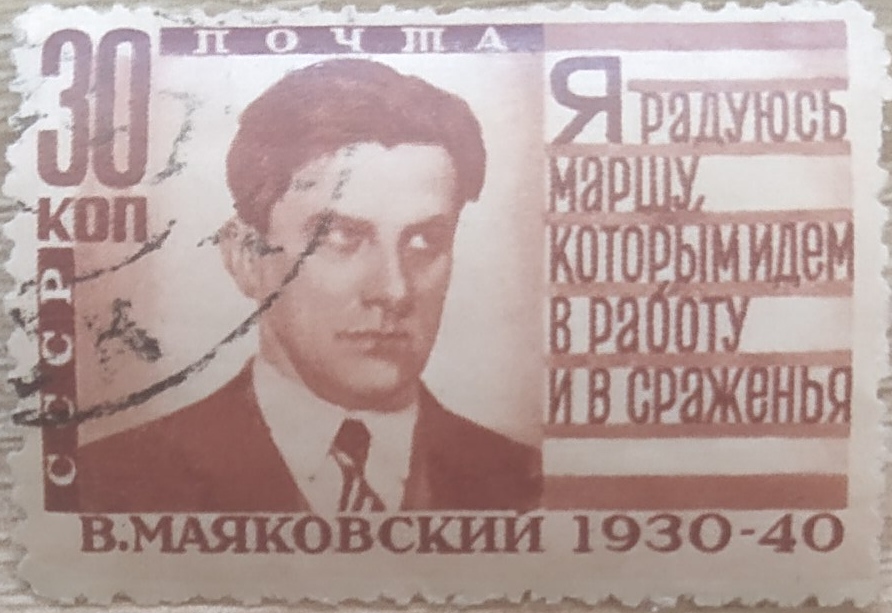 30
коп
ПОЧТА
СССР
Я РАДУЮСЬ
МАРШУ,
КОТОРЫМ ИДЕМ
В РАБОТУ
И В СРАЖЕНЬЯ
В.МАЯКОВСКИЙ 1930-40